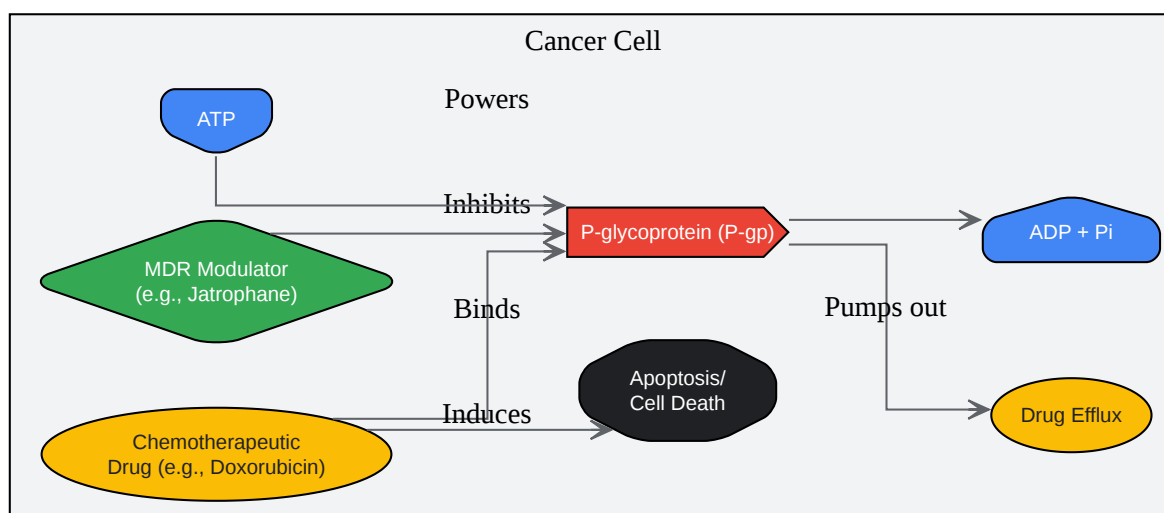 Cancer Cell
Powers
ATP
Inhibits
P-glycoprotein (P-gp)
ADP + Pi
MDR Modulator
(e.g., Jatrophane)
Binds
Pumps out
Apoptosis/
Cell Death
Induces
Drug Efflux
Chemotherapeutic
Drug (e.g., Doxorubicin)